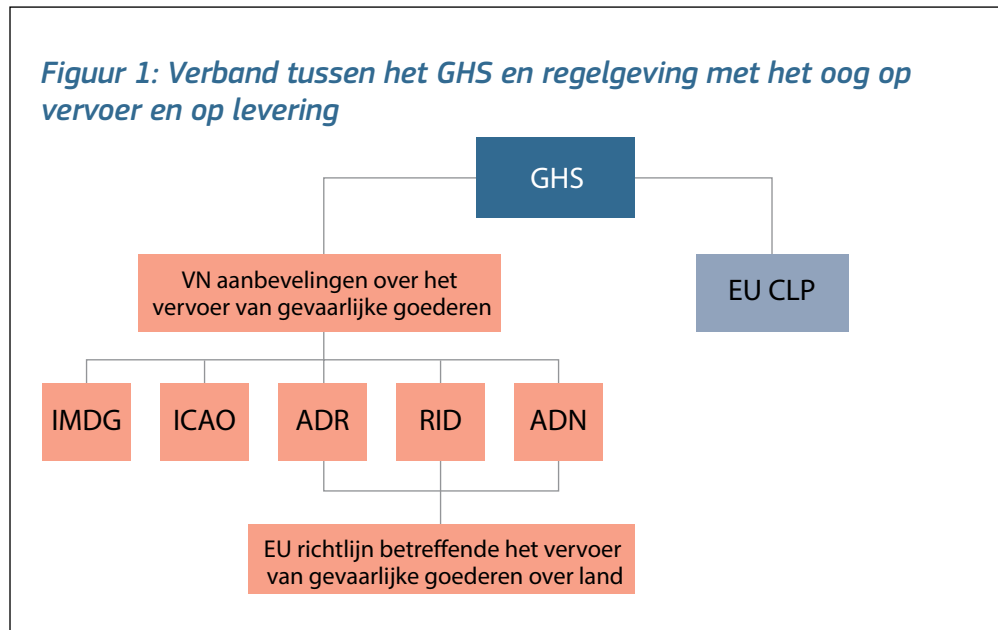 Figuur 1: Verband tussen het GHS en regelgeving met het oog op
vervoer en op levering
GHS
VN aanbevelingen over het
vervoer van gevaarlijke goederen
EU CLP
IMDG
ICAO
ADR
RID
ADN
EU richtlijn betreffende het vervoer
van gevaarlijke goederen over land